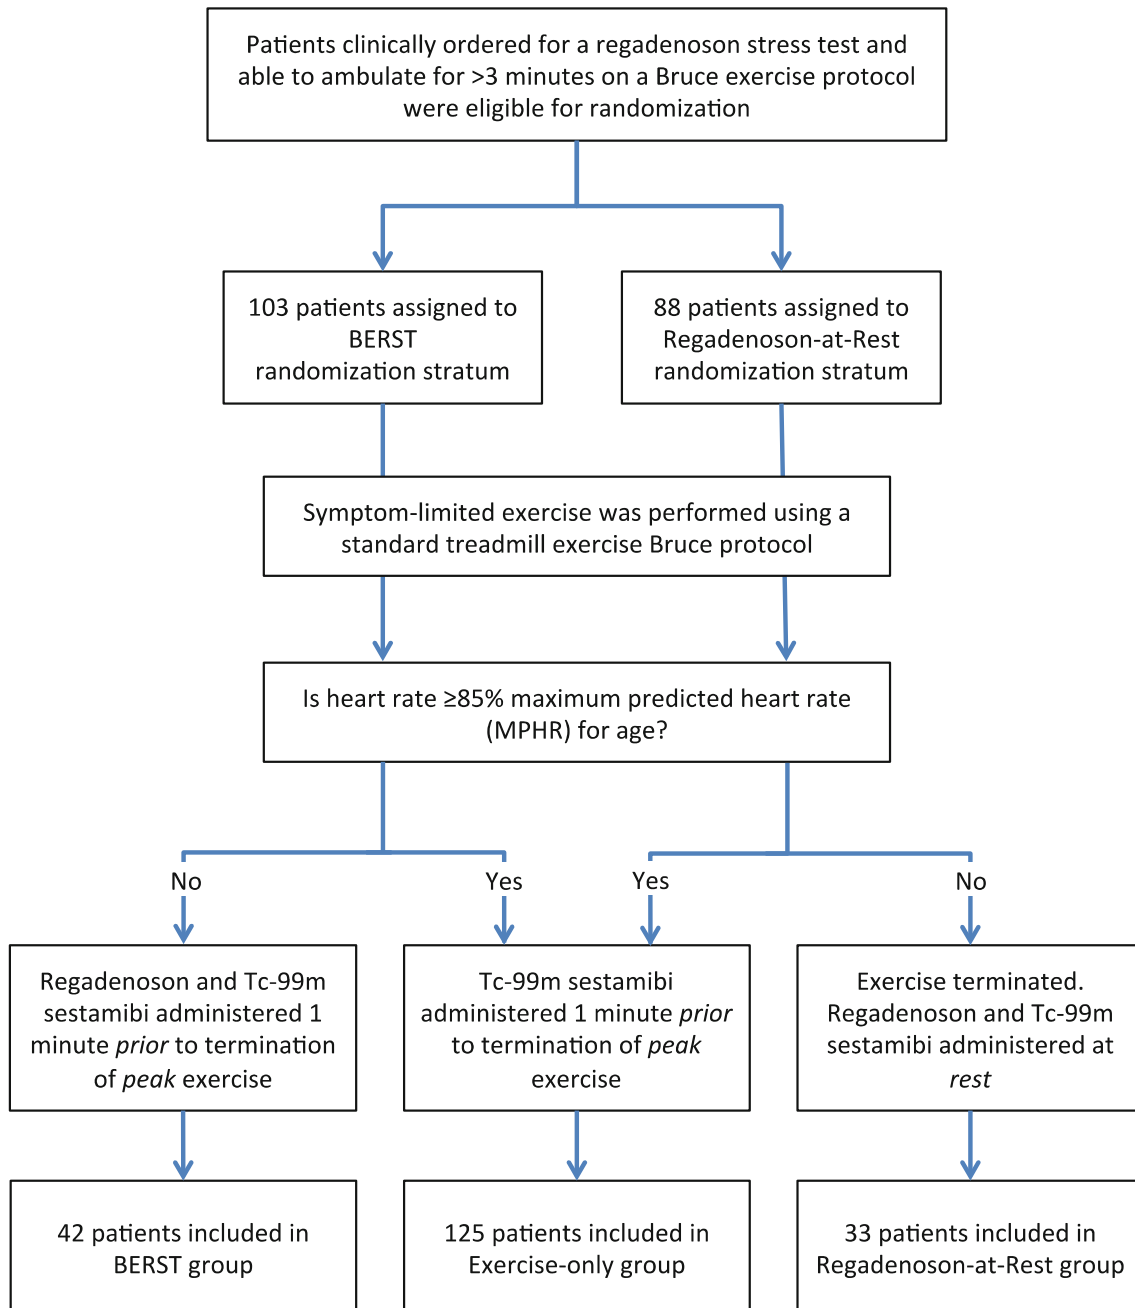 Patients clinically ordered for a regadenoson stress test and
able to ambulate for >3 minutes on a Bruce exercise protocol
were eligible for randomization
103 patients assigned to
BERST
randomization stratum
88 patients assigned to
Regadenoson-at-Rest
randomization stratum
Symptom-limited exercise was performed using a
standard treadmill exercise Bruce protocol
Is heart rate ≥85% maximum predicted heart rate
(MPHR) for age?
No
Yes
Yes
No
Regadenoson and Tc-99m
sestamibi administered 1
minute prior to termination
of peak exercise
Tc-99m sestamibi
administered 1 minute prior
to termination of peak
exercise
Exercise terminated.
Regadenoson and Tc-99m
sestamibi administered at
rest
42 patients included in
BERST group
125 patients included in
Exercise-only group
33 patients included in
Regadenoson-at-Rest group